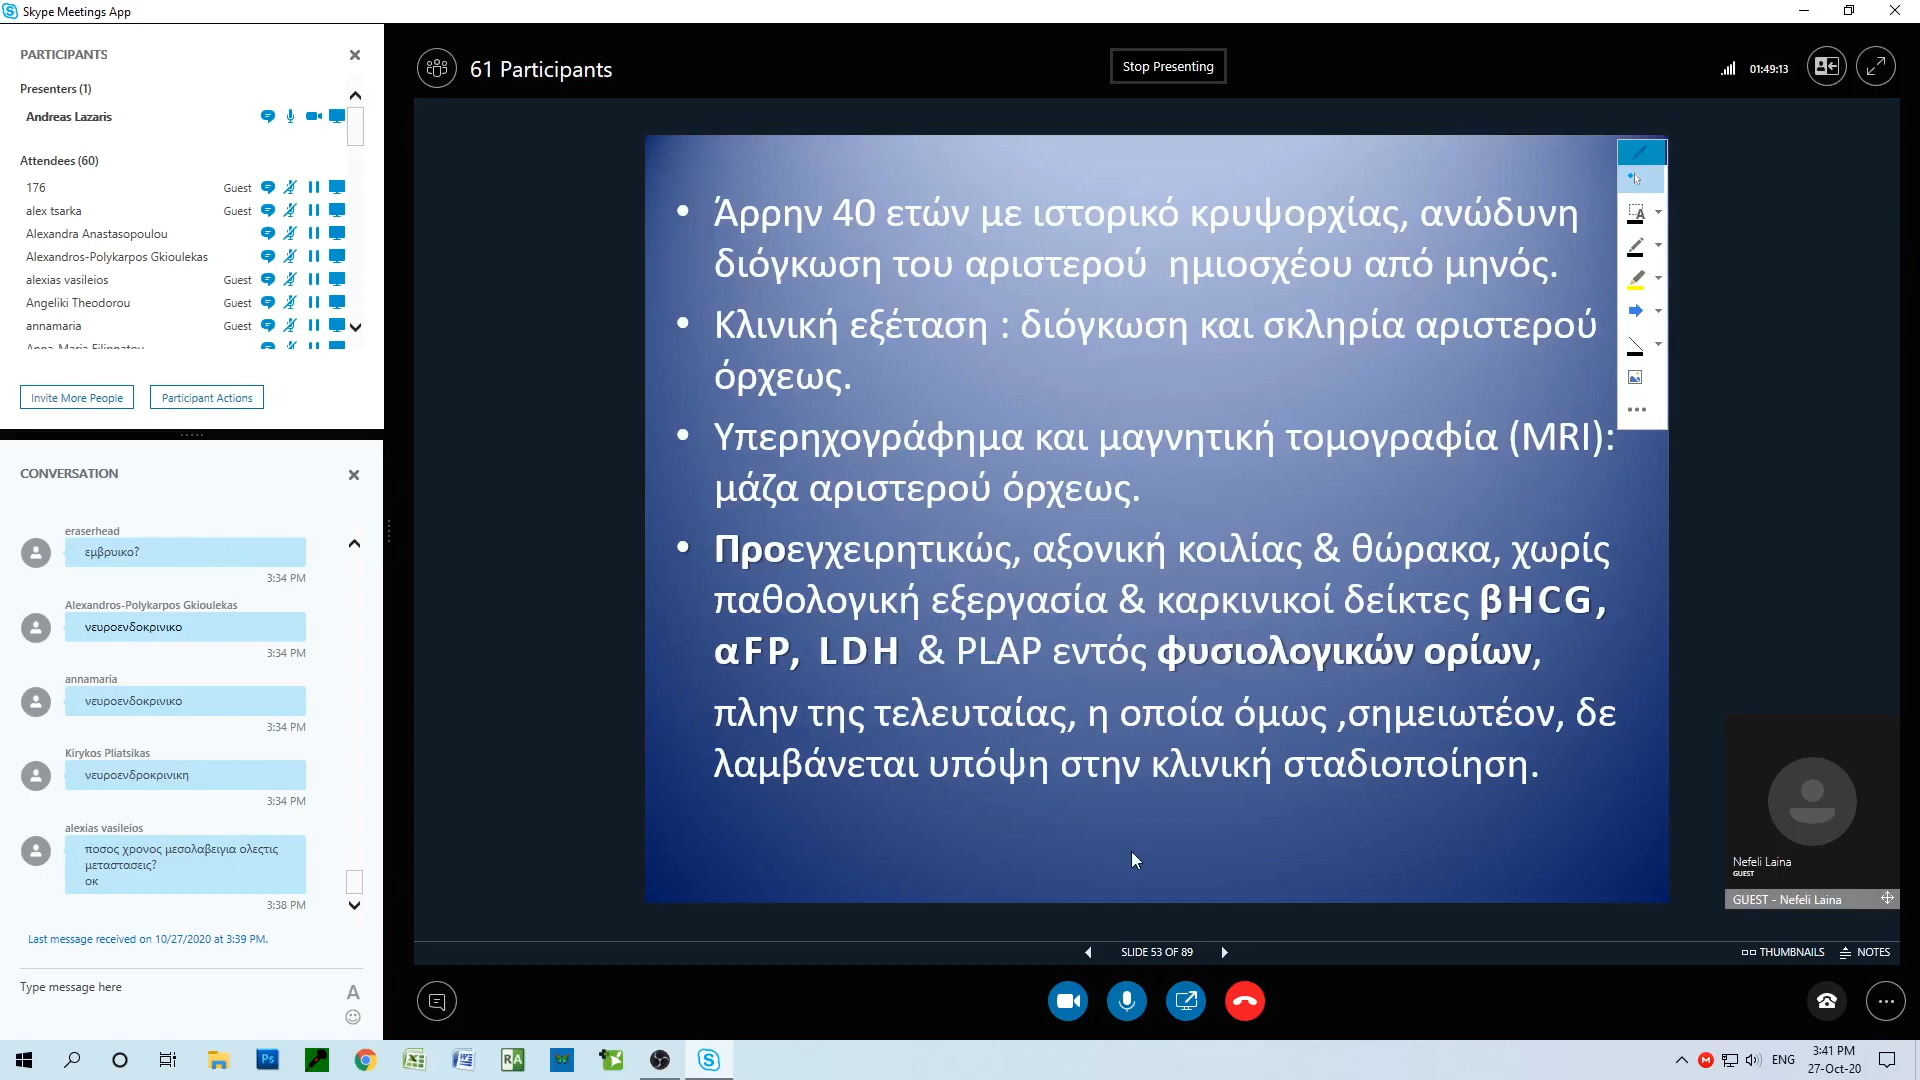 Skype Meetings App
PARTICIPANTS
Presenters (1)
Andreas Lazaris
Attendees (60)
176 Guest
alex tsarka Guest
Alexandra Anastasopoulou
Alexandros-Polykarpos Gkioulekas
alexias vasileios Guest
Angeliki Theodorou
annamaria Guest
Anna-Maria Filippatou
Invite More People
Participant Actions
CONVERSATION
eraserhead
εμβρυικο?
3:34 PM
Alexandros-Polykarpos Gkioulekas
νευροενδοκρινικο
3:34 PM
annamaria
νευροενδοκρινικο
3:34 PM
Kirykos Pliatsikas
νευροενδροκρινικη
3:34 PM
alexias vasileios
ποσος χρονος μεσολαβειγια ολεςτις
μεταστασεις?
οκ
3:38 PM
Last message received on 10/27/2020 at 3:39 PM.
Type message here
A
61 Participants
Stop Presenting
01:49:13
• Άρρην 40 ετών με ιστορικό κρυψορχίας, ανώδυνη
διόγκωση του αριστερού ημιοσχέου από μηνός.
• Κλινική εξέταση : διόγκωση και σκληρία αριστερού
όρχεως.
• Υπερηχογράφημα και μαγνητική τομογραφία (MRI):
μάζα αριστερού όρχεως.
• Προεγχειρητικώς, αξονική κοιλίας & θώρακα, χωρίς
παθολογική εξεργασία & καρκινικοί δείκτες βHCG,
αFP, LDH & PLAP εντός φυσιολογικών ορίων,
πλην της τελευταίας, η οποία όμως ,σημειωτέον, δε
λαμβάνεται υπόψη στην κλινική σταδιοποίηση.
Nefeli Laina
GUEST
GUEST - Nefeli Laina
SLIDE 53 OF 89
THUMBNAILS
NOTES
Ps
RA
ENG
3:41 PM
27-Oct-20